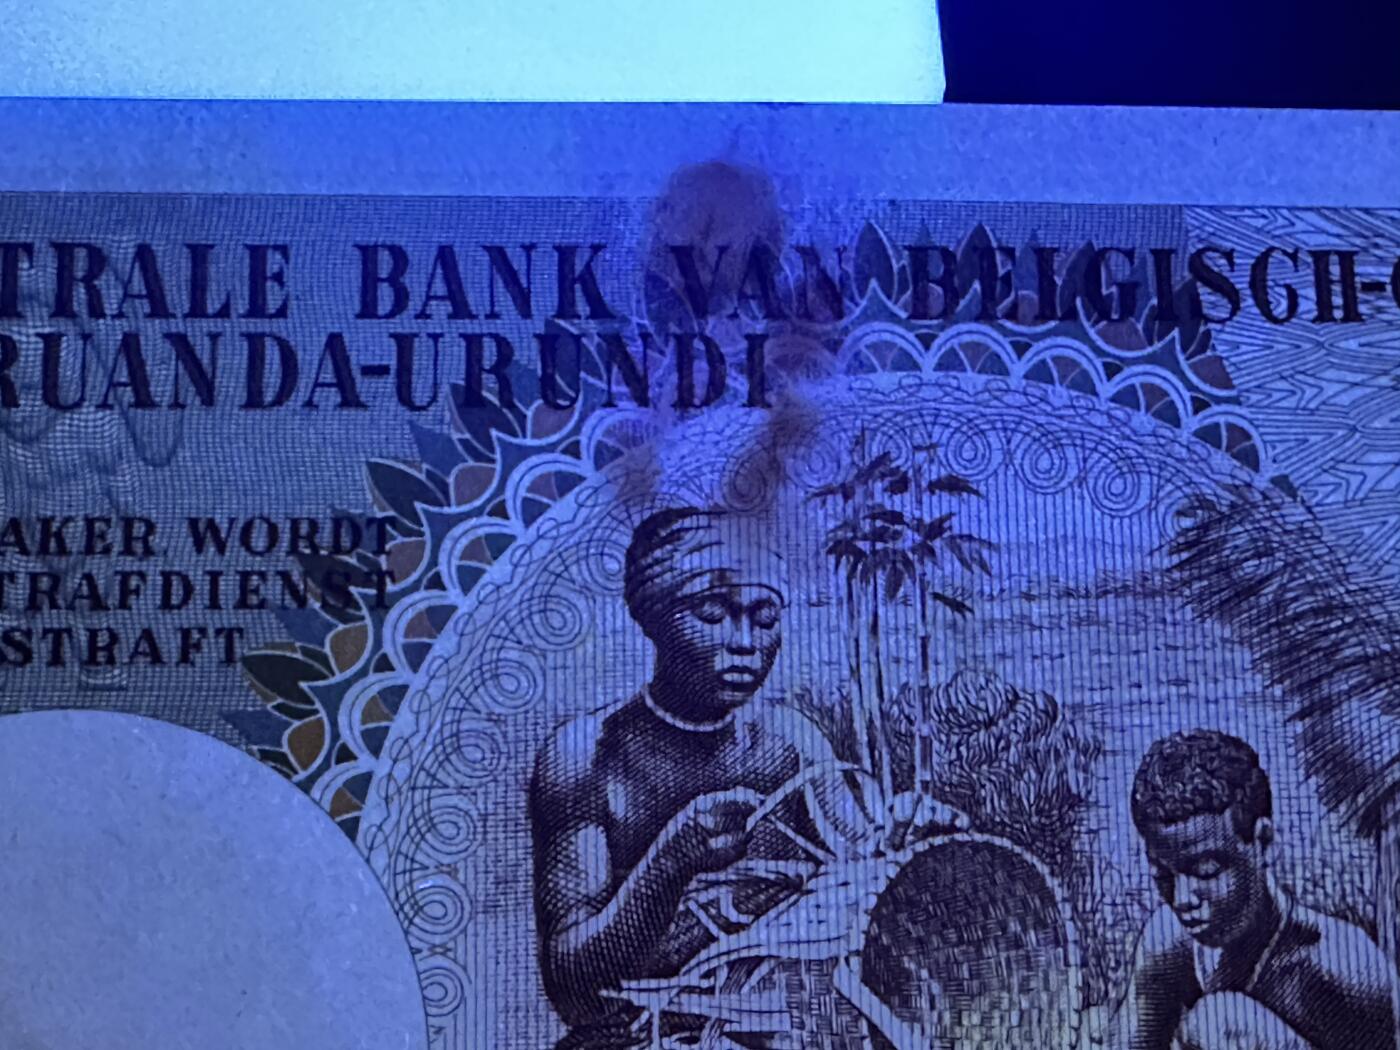 TRALE BANK VAN BELGISCH-
RUANDA-URUNDI
AKER WORDT
TRAFDIENST
STRAFT